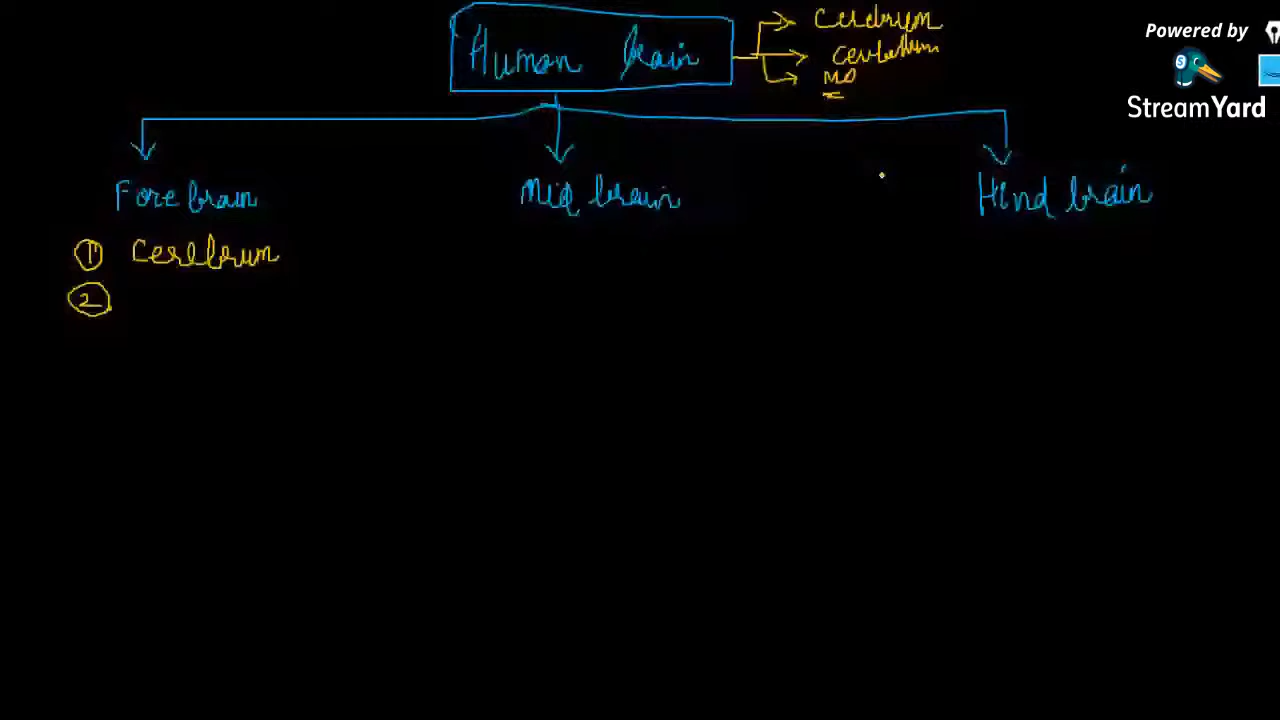 Human brain
Cerebrum
Cerebellum
MO
Powered by
StreamYard
Fore brain
Mid brain
Hind brain
① Cerebrum
②